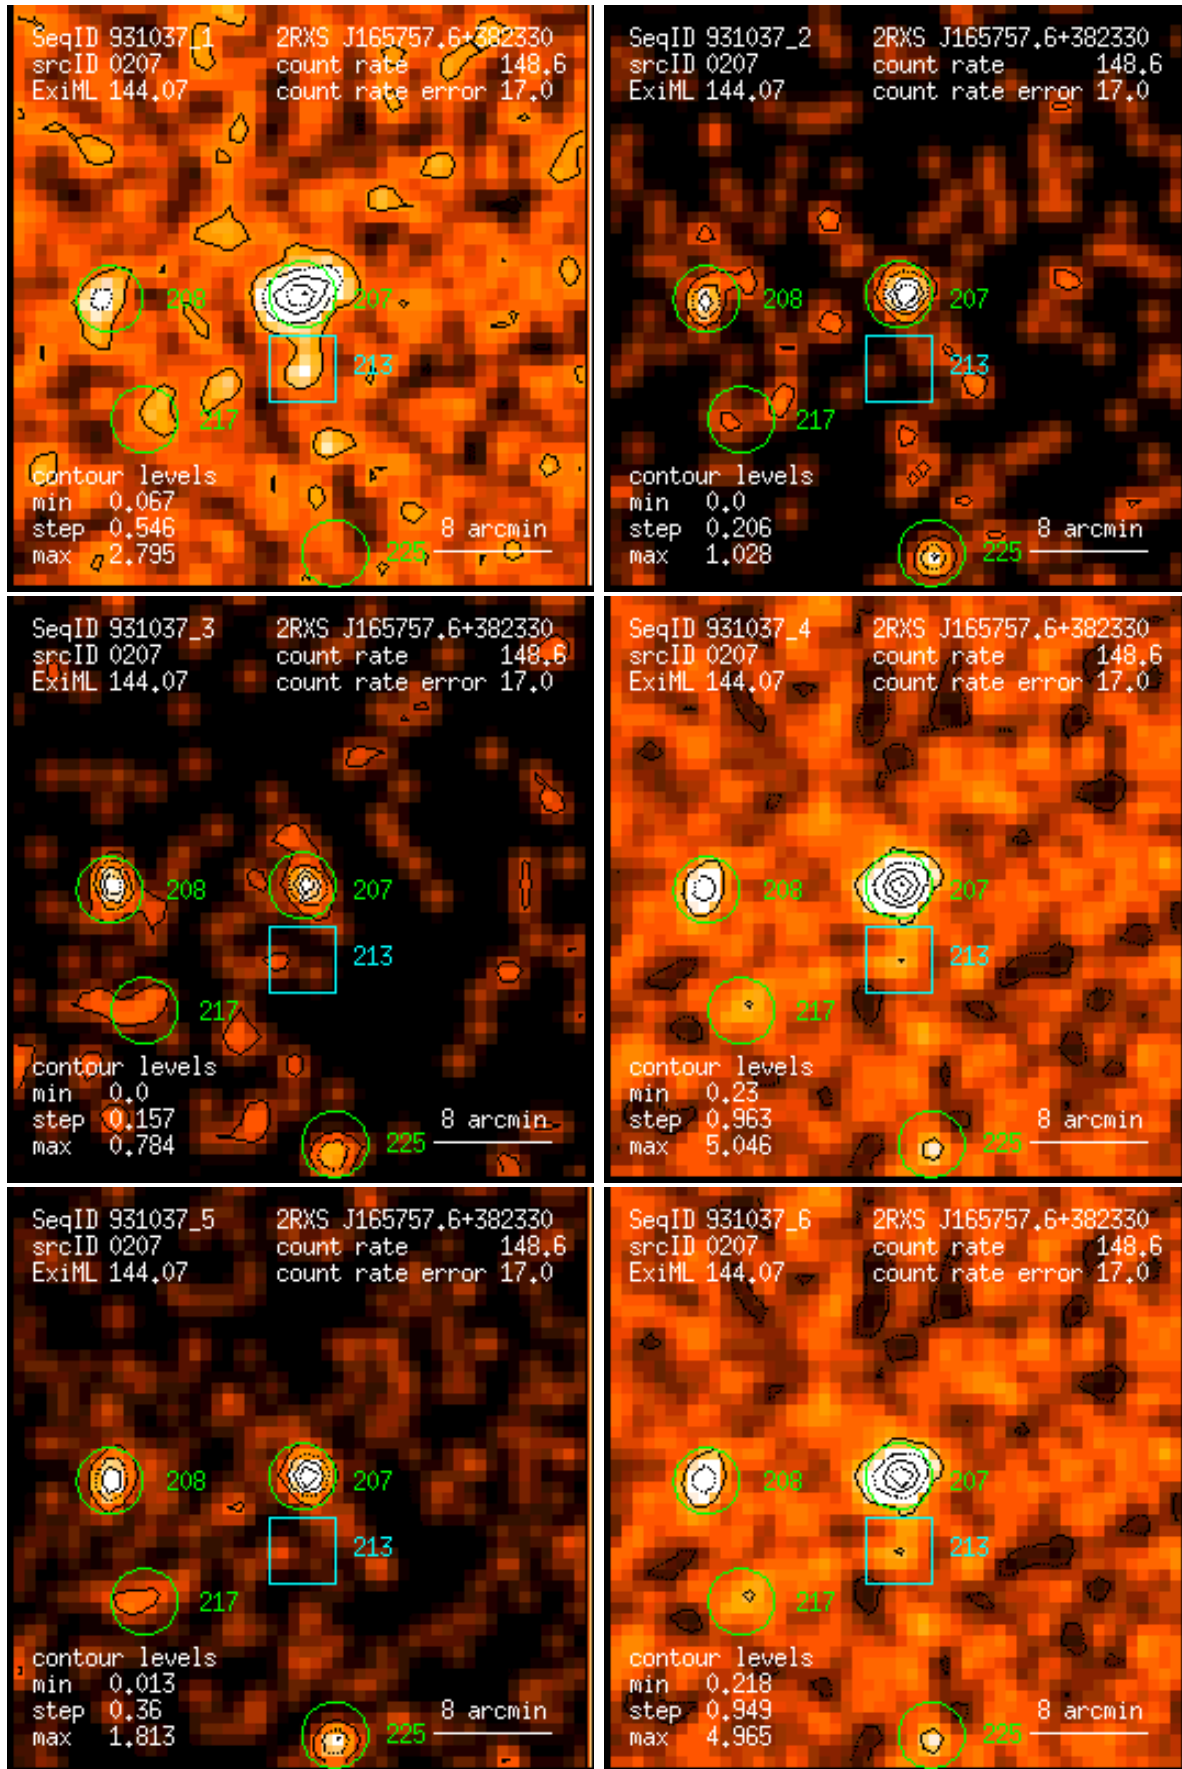 SeqID 931037_1 2RXS J165757.6+382330
srcID 0207 count rate 148.6
ExiML 144.07 count rate error 17.0
208 207
213
217
contour levels
min 0.067
step 0.546 8 arcmin
max 2.795 225
SeqID 931037_2 2RXS J165757.6+382330
srcID 0207 count rate 148.6
ExiML 144.07 count rate error 17.0
208 207
213
217
contour levels
min 0.0
step 0.206 8 arcmin
max 1.028 225
SeqID 931037_3 2RXS J165757.6+382330
srcID 0207 count rate 148.6
ExiML 144.07 count rate error 17.0
208 207
213
217
contour levels
min 0.0
step 0.157 8 arcmin
max 0.784 225
SeqID 931037_4 2RXS J165757.6+382330
srcID 0207 count rate 148.6
ExiML 144.07 count rate error 17.0
208 207
213
217
contour levels
min 0.23
step 0.963 8 arcmin
max 5.046 225
SeqID 931037_5 2RXS J165757.6+382330
srcID 0207 count rate 148.6
ExiML 144.07 count rate error 17.0
208 207
213
217
contour levels
min 0.013
step 0.36 8 arcmin
max 1.813 225
SeqID 931037_6 2RXS J165757.6+382330
srcID 0207 count rate 148.6
ExiML 144.07 count rate error 17.0
208 207
213
217
contour levels
min 0.218
step 0.949 8 arcmin
max 4.965 225